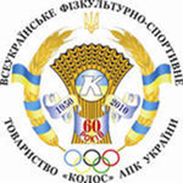 ВСЕУКРАЇНСЬКЕ ФІЗКУЛЬТУРНО-СПОРТИВНЕ
К
1950
2010
60
РОКІВ
ТОВАРИСТВО «КОЛОС» АПК УКРАЇНИ